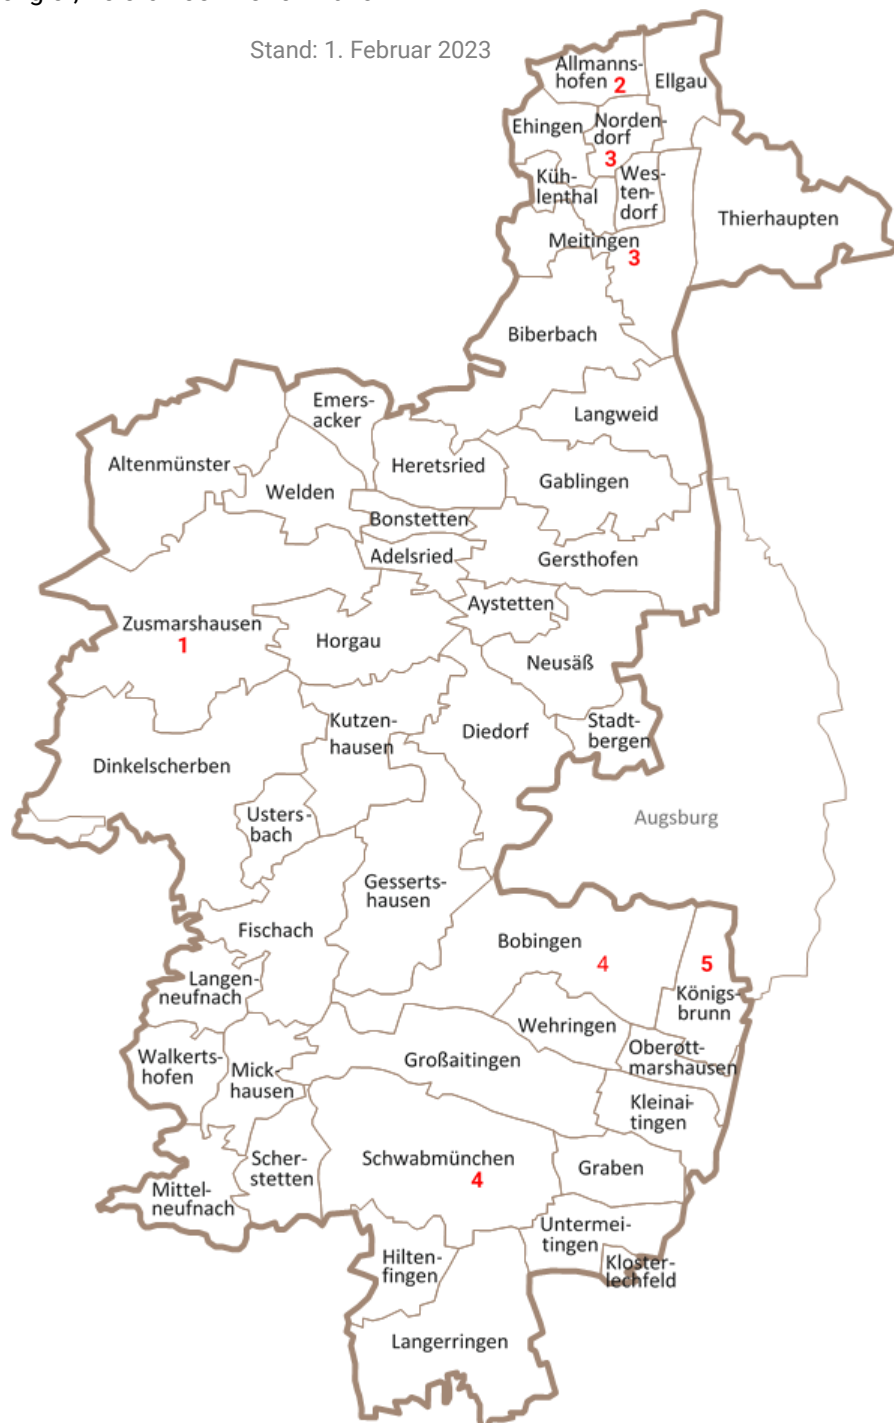 Stand: 1. Februar 2023
Allmanns-
hofen 2
Ellgau
Ehingen
Norden-
dorf
3
Küh-
lenthal
Wes-
ten-
dorf
Thierhaupten
Meitingen
3
Biberbach
Emers-
acker
Langweid
Altenmünster
Heretsried
Welden
Gablingen
Bonstetten
Adelsried
Gersthofen
Aystetten
Zusmarshausen
1
Horgau
Neusäß
Kutzen-
hausen
Diedorf
Stadt-
bergen
Dinkelscherben
Usters-
bach
Augsburg
Gesserts-
hausen
Fischach
Bobingen
4
5
Königs-
brunn
Langen-
neufnach
Wehringen
Oberott-
marshausen
Walkerts-
hofen
Mick-
hausen
Großaitingen
Kleinai-
tingen
Scher-
stetten
Schwabmünchen
4
Graben
Mittel-
neufnach
Untermei-
tingen
Hilten-
fingen
Kloster-
lechfeld
Langerringen